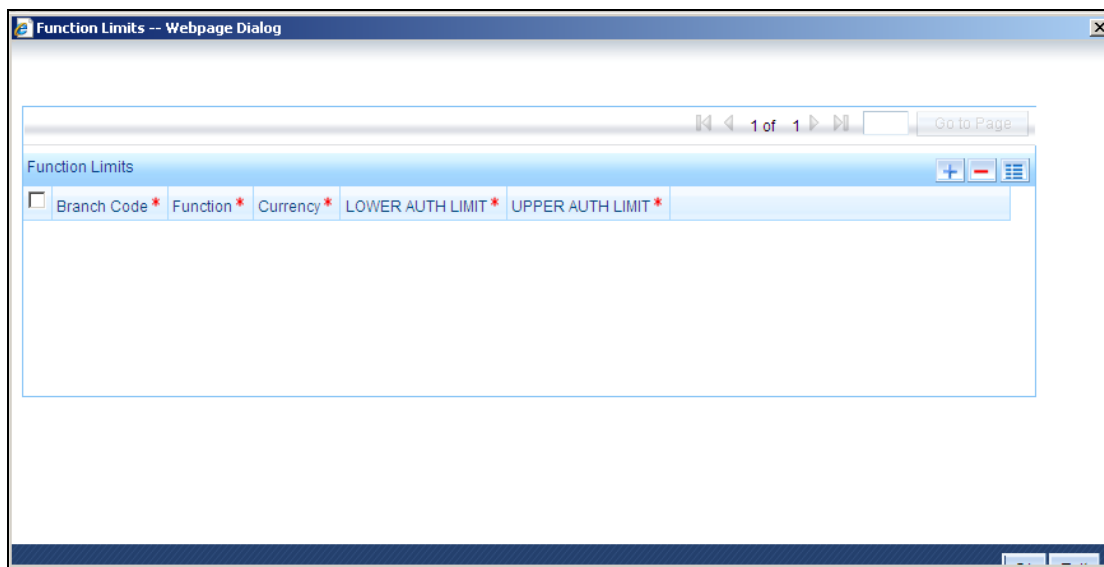 Function Limits -- Webpage Dialog
1 of 1 Go to Page
Function Limits
Branch Code * Function * Currency * LOWER AUTH LIMIT * UPPER AUTH LIMIT *